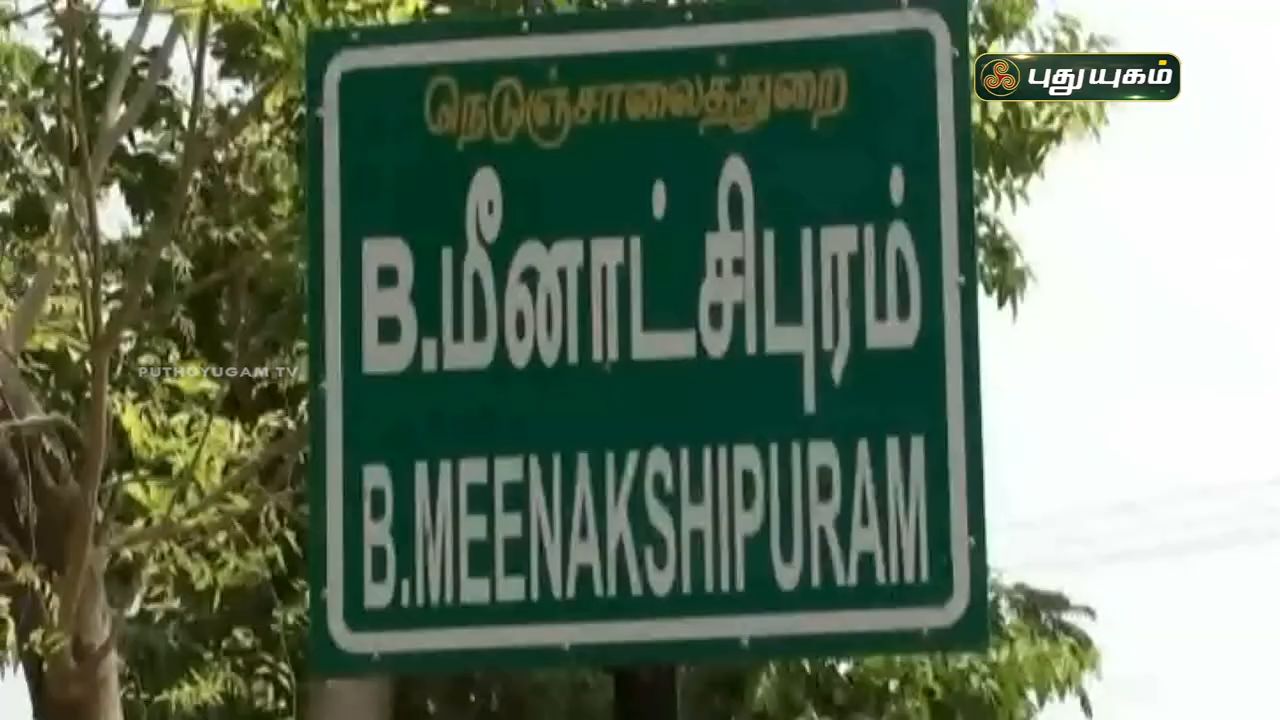 புதுயுகம்
நெடுஞ்சாலைத்துறை
B.மீனாட்சிபுரம்
PUTHUYUGAM TV
B.MEENAKSHIPURAM